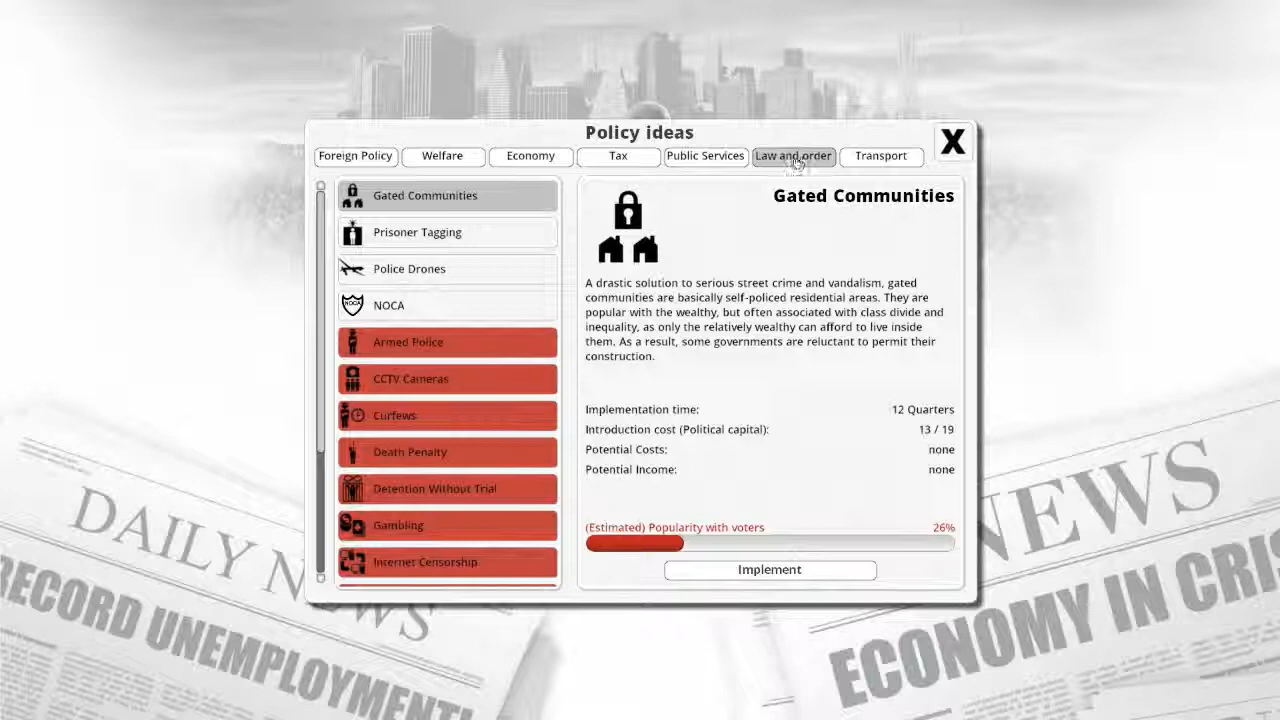 Policy ideas
X
Foreign Policy
Welfare
Economy
Tax
Public Services
Law and order
Transport
Gated Communities
Prisoner Tagging
Police Drones
NOCA
NOCA
Armed Police
CCTV Cameras
Curfews
Death Penalty
Detention Without Trial
Gambling
Internet Censorship
Gated Communities
A drastic solution to serious street crime and vandalism, gated
communities are basically self-policed residential areas. They are
popular with the wealthy, but often associated with class divide and
inequality, as only the relatively wealthy can afford to live inside
them. As a result, some governments are reluctant to permit their
construction.
Implementation time: 12 Quarters
Introduction cost (Political capital): 13 / 19
Potential Costs: none
Potential Income: none
(Estimated) Popularity with voters 26%
Implement
DAILY NEWS
RECORD UNEMPLOYMENT
NEWS
ECONOMY IN CRIS